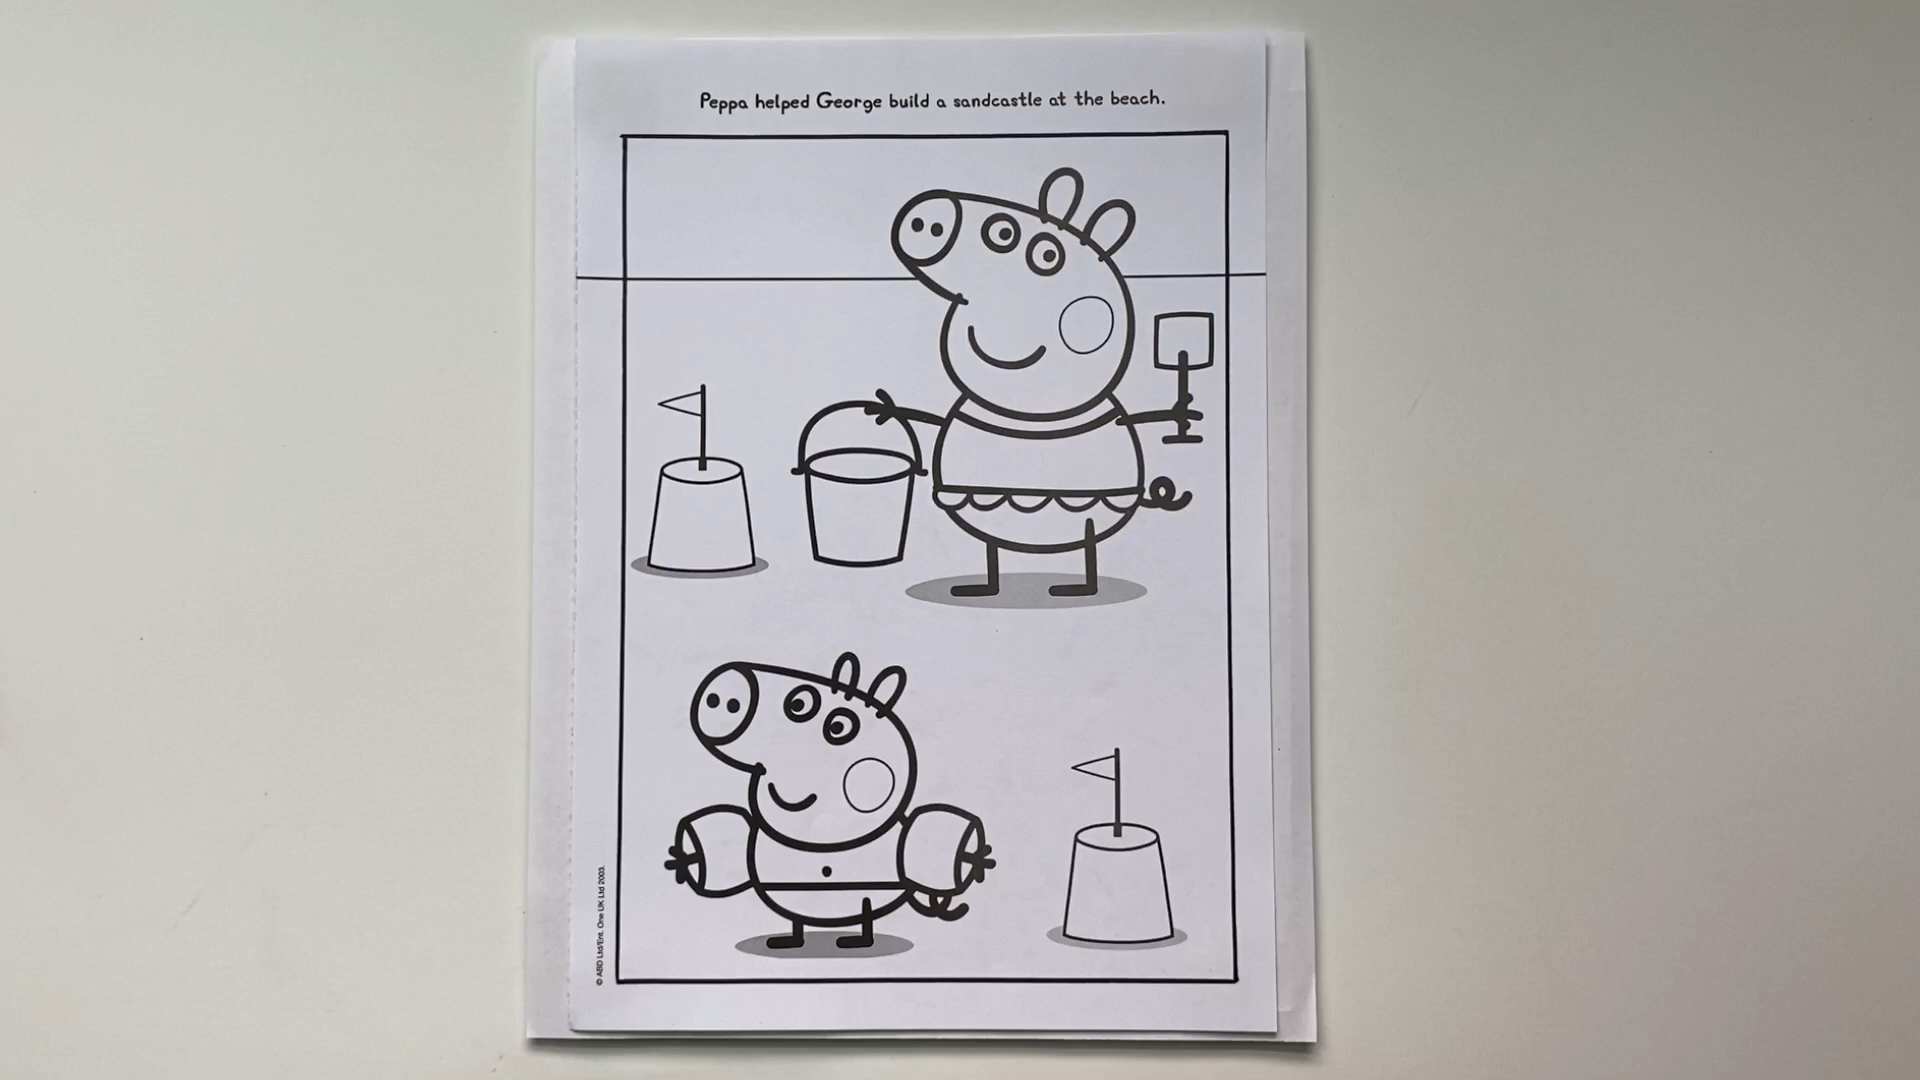 Peppa helped George build a sandcastle at the beach.
© ABD Ltd/Ent. One UK Ltd 2003.